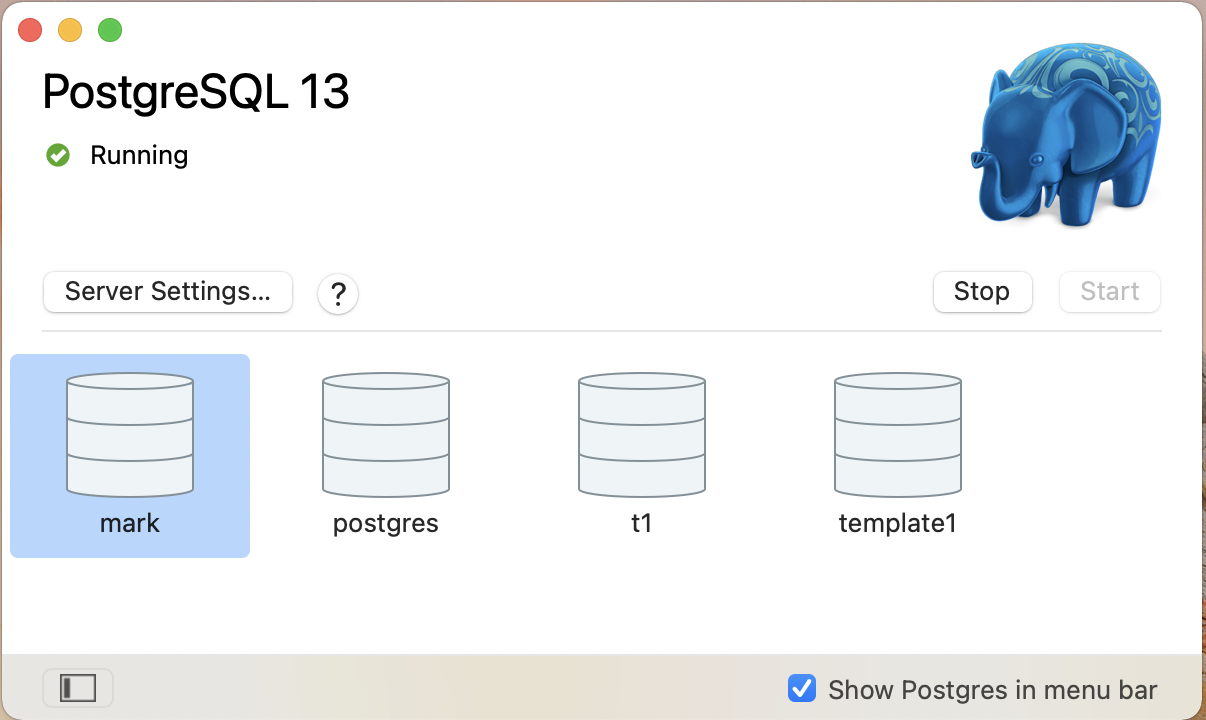 PostgreSQL 13
Running
Server Settings...
?
Stop
Start
mark
postgres
t1
template1
Show Postgres in menu bar